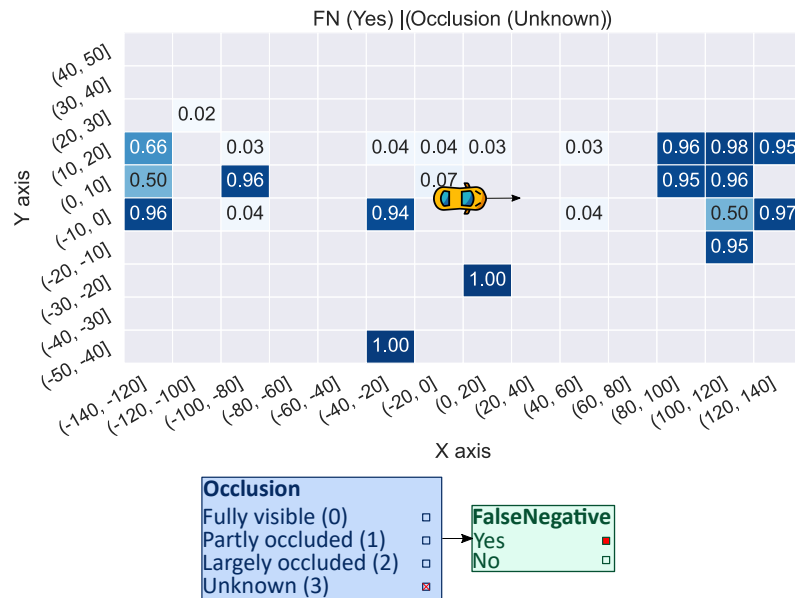 FN (Yes) |(Occlusion (Unknown))
(40, 50]
(30, 40]
(20, 30]
(10, 20]
(0, 10]
(-10, 0]
(-20, -10]
(-30, -20]
(-40, -30]
(-50, -40]
Y axis
0.02
0.66 0.03 0.04 0.04 0.03 0.03 0.96 0.98 0.95
0.50 0.96 0.07 0.95 0.96
0.96 0.04 0.94 0.04 0.50 0.97
0.95
1.00
1.00
(-140, -120] (-120, -100] (-100, -80] (-80, -60] (-60, -40] (-40, -20] (-20, 0] (0, 20] (20, 40] (40, 60] (60, 80] (80, 100] (100, 120] (120, 140]
X axis
Occlusion
Fully visible (0)
Partly occluded (1)
Largely occluded (2)
Unknown (3)
FalseNegative
Yes
No